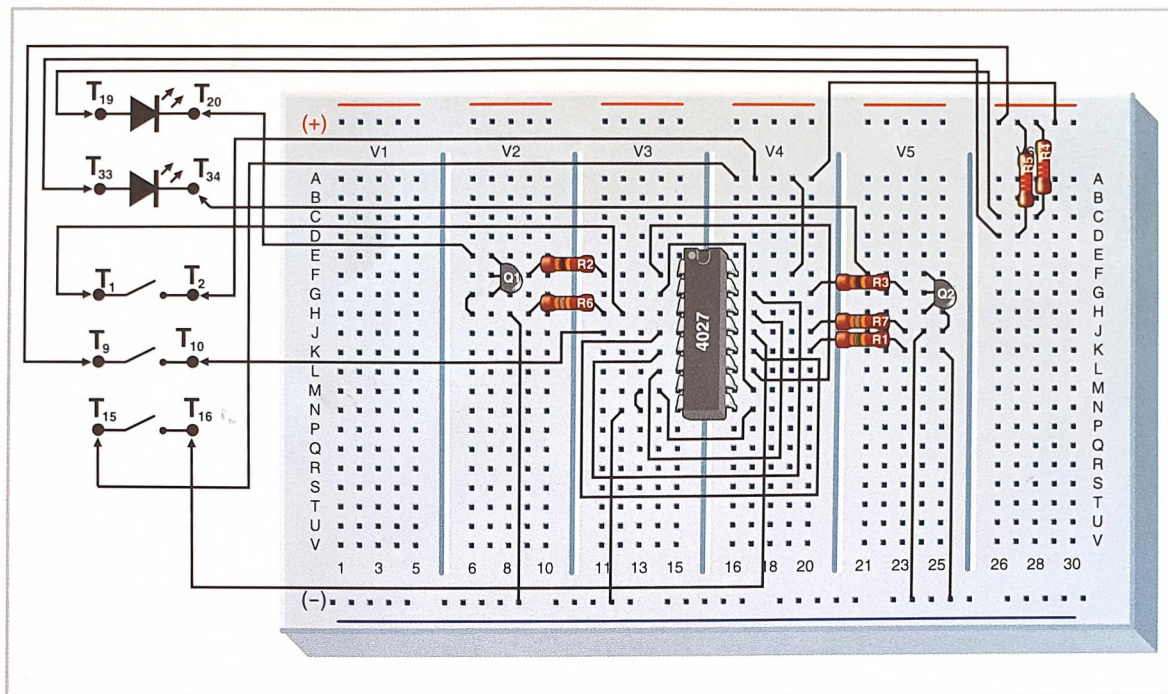 T19 T20
T33 T34
T1 T2
T9 T10
T15 T16
(+)
V1 V2 V3 V4 V5 V6
R5 R4
A A
B B
C C
D D
E E
F F
G G
H H
J J
K K
L L
M M
N N
P P
Q Q
R R
S S
T T
U U
V V
Q1 R2
R6
4027
R3
Q2
R7
R1
1 3 5 6 8 10 11 13 15 16 18 20 21 23 25 26 28 30
(-)